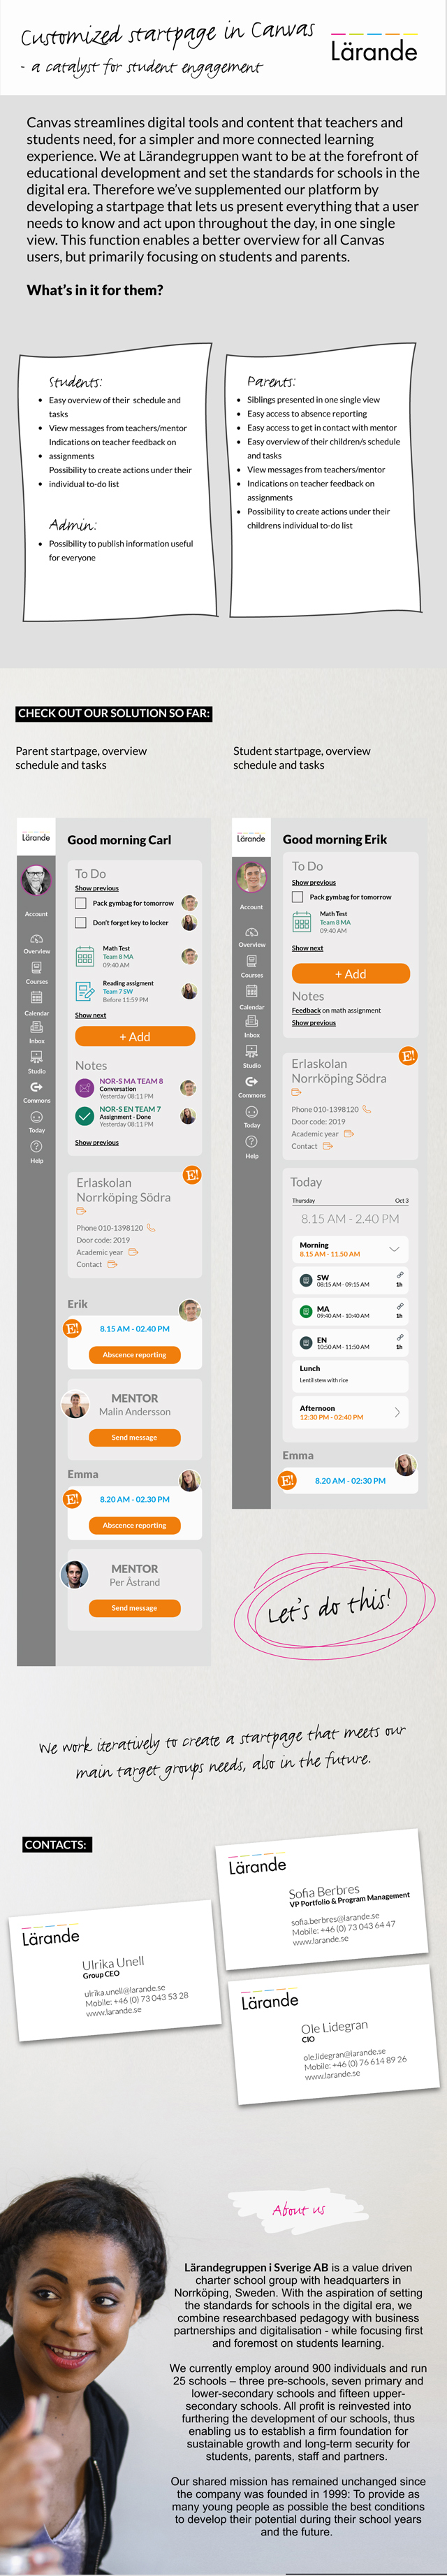 Customized startpage in Canvas
- a catalyst for student engagement
Lärande
Canvas streamlines digital tools and content that teachers and
students need, for a simpler and more connected learning
experience. We at Lärandegruppen want to be at the forefront of
educational development and set the standards for schools in the
digital era. Therefore we've supplemented our platform by
developing a startpage that lets us present everything that a user
needs to know and act upon throughout the day, in one single
view. This function enables a better overview for all Canvas
users, but primarily focusing on students and parents.
What's in it for them?
Students:
• Easy overview of their schedule and
tasks
• View messages from teachers/mentor
Indications on teacher feedback on
• assignments
Possibility to create actions under their
• individual to-do list
Admin:
• Possibility to publish information useful
for everyone
Parents:
• Siblings presented in one single view
• Easy access to absence reporting
• Easy access to get in contact with mentor
• Easy overview of their children/s schedule
and tasks
• View messages from teachers/mentor
• Indications on teacher feedback on
assignments
• Possibility to create actions under their
childrens individual to-do list
CHECK OUT OUR SOLUTION SO FAR:
Parent startpage, overview
schedule and tasks
Lärande
Account
Overview
Courses
Calendar
Inbox
Studio
Commons
Today
Help
Good morning Carl
To Do
Show previous
Pack gymbag for tomorrow
Don't forget key to locker
Math Test
Team 8 MA
09:40 AM
Reading assigment
Team 7 SW
Before 11:59 PM
Show next
+ Add
Notes
NOR-S MA TEAM 8
Conversation
Yesterday 08:11 PM
NOR-S EN TEAM 7
Assignment - Done
Yesterday 08:11 PM
Show previous
E!
Erlaskolan
Norrköping Södra
Phone 010-1398120
Door code: 2019
Academic year
Contact
Erik
E!
8.15 AM - 02.40 PM
Abscence reporting
MENTOR
Malin Andersson
Send message
Emma
E!
8.20 AM - 02.30 PM
Abscence reporting
MENTOR
Per Åstrand
Send message
Student startpage, overview
schedule and tasks
Lärande
Account
Overview
Courses
Calendar
Inbox
Studio
Commons
Today
Help
Good morning Erik
To Do
Show previous
Pack gymbag for tomorrow
Math Test
Team 8 MA
09:40 AM
Show next
+ Add
Notes
Feedback on math assignment
Show previous
E!
Erlaskolan
Norrköping Södra
Phone 010-1398120
Door code: 2019
Academic year
Contact
Today
Thursday Oct 3
8.15 AM - 2.40 PM
Morning
8.15 AM - 11.50 AM
SW
08:15 AM - 09:15 AM 1h
MA
09:40 AM - 10:40 AM 1h
EN
10:50 AM - 11:50 AM 1h
Lunch
Lentil stew with rice
Afternoon
12:30 PM - 02:40 PM
Emma
E!
8.20 AM - 02:30 PM
Let's do this!
We work iteratively to create a startpage that meets our
main target groups needs, also in the future.
CONTACTS:
Lärande
Ulrika Unell
Group CEO
ulrika.unell@larande.se
Mobile: +46 (0) 73 043 53 28
www.larande.se
Lärande
Sofia Berbres
VP Portfolio & Program Management
sofia.berbres@larande.se
Mobile: +46 (0) 73 043 64 47
www.larande.se
Lärande
Ole Lidegran
CIO
ole.lidegran@larande.se
Mobile: +46 (0) 76 614 89 26
www.larande.se
About us
Lärandegruppen i Sverige AB is a value driven
charter school group with headquarters in
Norrköping, Sweden. With the aspiration of setting
the standards for schools in the digital era, we
combine researchbased pedagogy with business
partnerships and digitalisation - while focusing first
and foremost on students learning.
We currently employ around 900 individuals and run
25 schools – three pre-schools, seven primary and
lower-secondary schools and fifteen upper-
secondary schools. All profit is reinvested into
furthering the development of our schools, thus
enabling us to establish a firm foundation for
sustainable growth and long-term security for
students, parents, staff and partners.
Our shared mission has remained unchanged since
the company was founded in 1999: To provide as
many young people as possible the best conditions
to develop their potential during their school years
and the future.